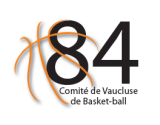 84
Comité de Vaucluse
de Basket-ball